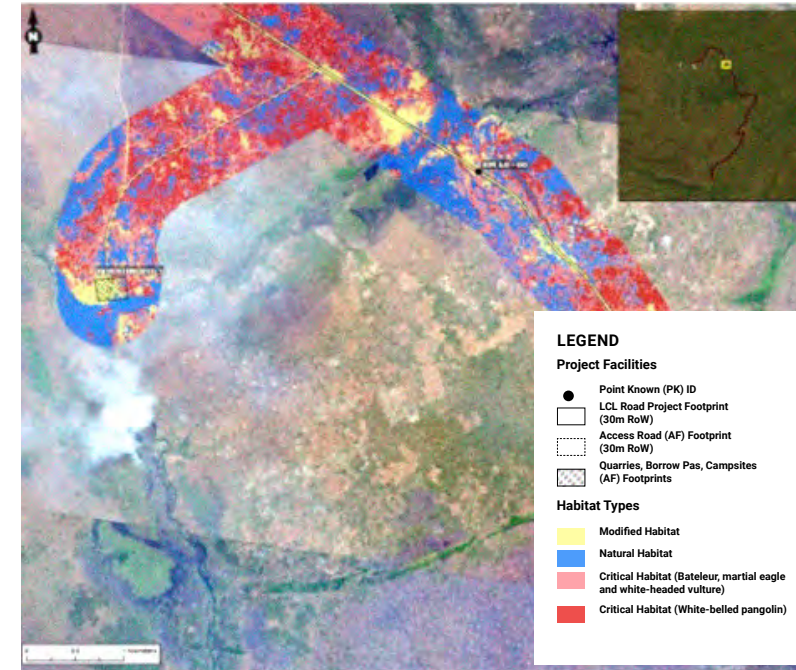 N
LEGEND
Project Facilities
Point Known (PK) ID
LCL Road Project Footprint
(30m RoW)
Access Road (AF) Footprint
(30m RoW)
Quarries, Borrow Pas, Campsites
(AF) Footprints
Habitat Types
Modified Habitat
Natural Habitat
Critical Habitat (Bateleur, martial eagle
and white-headed vulture)
Critical Habitat (White-belled pangolin)